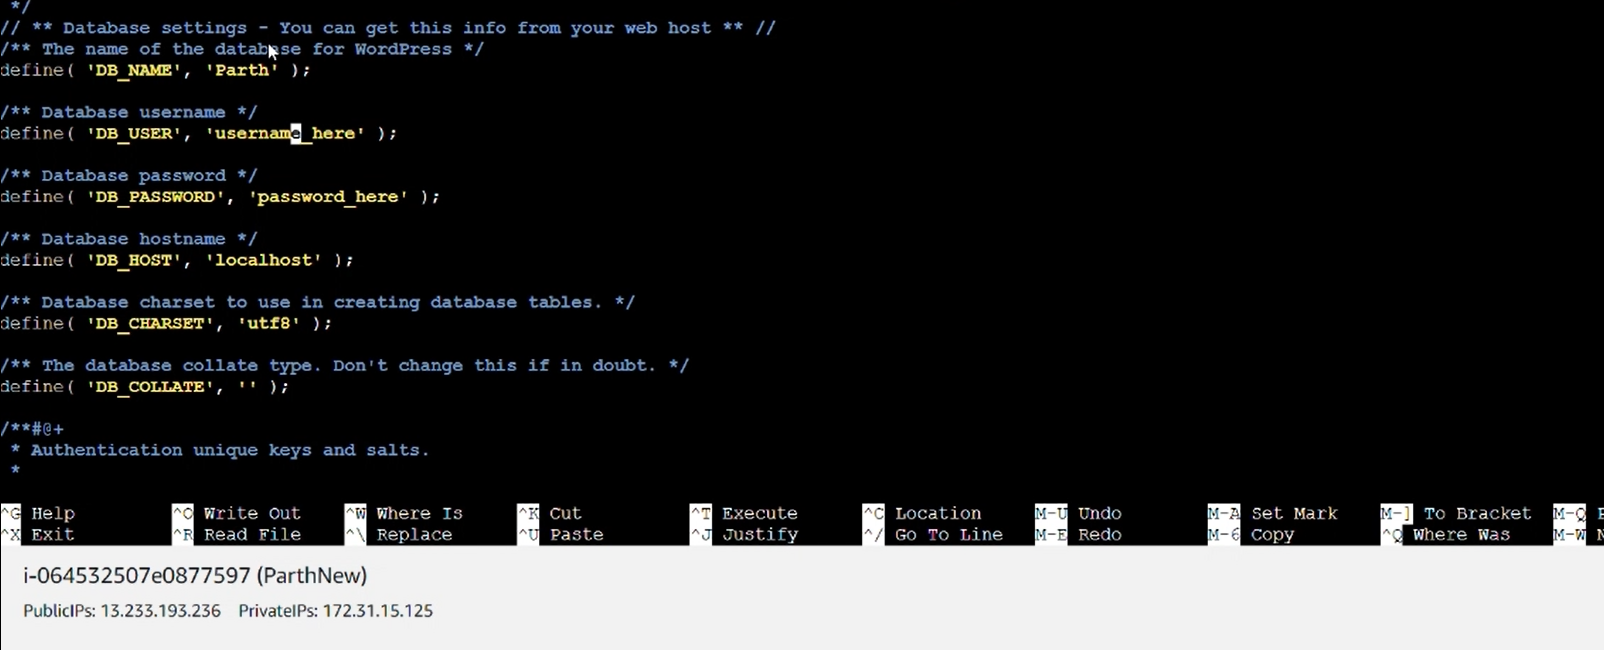 */
// ** Database settings - You can get this info from your web host ** //
/** The name of the database for WordPress */
define( 'DB_NAME', 'Parth' );
/** Database username */
define( 'DB_USER', 'username_here' );
/** Database password */
define( 'DB_PASSWORD', 'password_here' );
/** Database hostname */
define( 'DB_HOST', 'localhost' );
/** Database charset to use in creating database tables. */
define( 'DB_CHARSET', 'utf8' );
/** The database collate type. Don't change this if in doubt. */
define( 'DB_COLLATE', '' );
/**#@+
* Authentication unique keys and salts.
*
^G Help ^O Write Out ^W Where Is ^K Cut ^T Execute ^C Location M-U Undo M-A Set Mark M-] To Bracket M-Q
^X Exit ^R Read File ^\ Replace ^U Paste ^J Justify ^/ Go To Line M-E Redo M-6 Copy ^Q Where Was M-W
i-064532507e0877597 (ParthNew)
PublicIPs: 13.233.193.236 PrivateIPs: 172.31.15.125